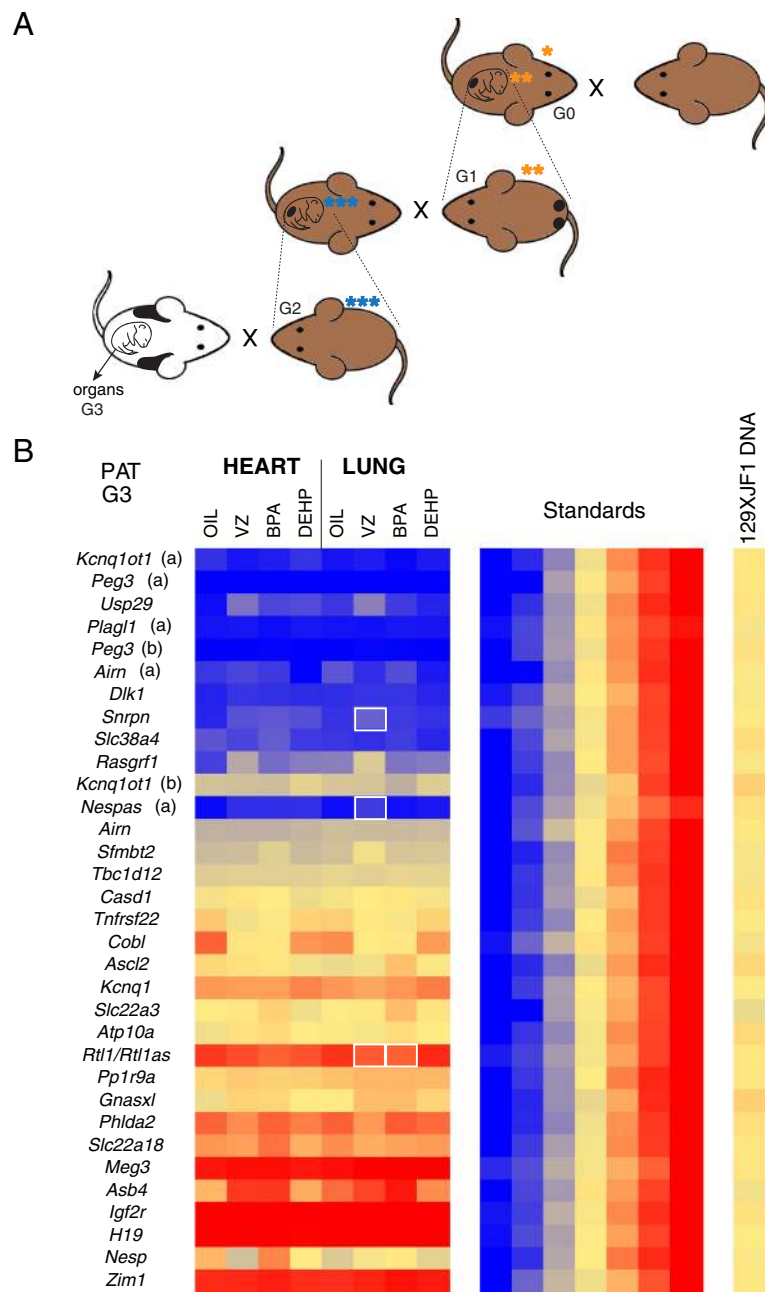 A
*
**
X
G0
G1
**
***
X
G2
***
X
organs
G3
B
PAT
G3
HEART
LUNG
OIL
VZ
BPA
DEHP
OIL
VZ
BPA
DEHP
Standards
129XJF1 DNA
Kcnq1ot1 (a)
Peg3 (a)
Usp29
Plagl1 (a)
Peg3 (b)
Airn (a)
Dlk1
Snrpn
Slc38a4
Rasgrf1
Kcnq1ot1 (b)
Nespas (a)
Airn
Sfmbt2
Tbc1d12
Casd1
Tnfrsf22
Cobl
Ascl2
Kcnq1
Slc22a3
Atp10a
Rtl1/Rtl1as
Pp1r9a
Gnasxl
Phlda2
Slc22a18
Meg3
Asb4
Igf2r
H19
Nesp
Zim1